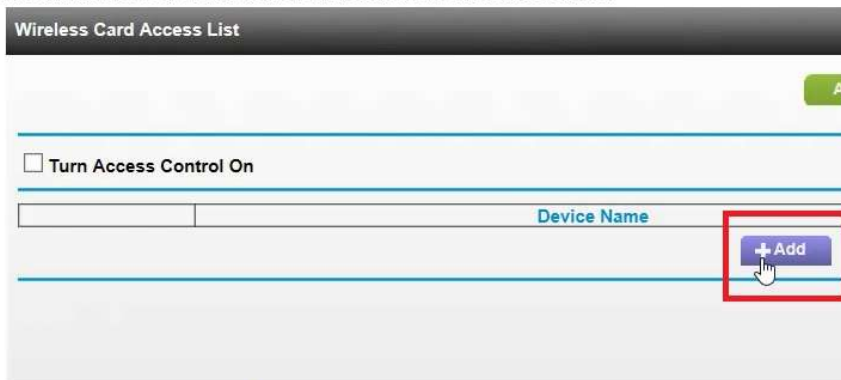 Wireless Card Access List
Turn Access Control On
Device Name
+Add